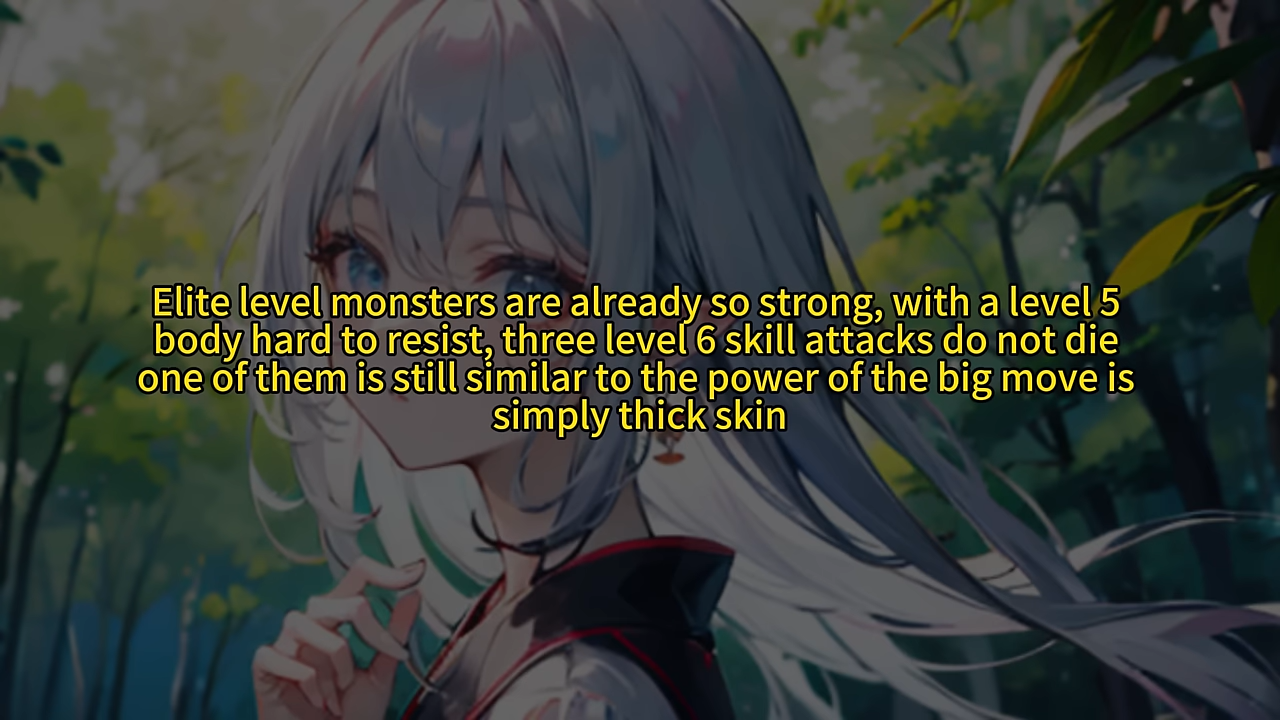 Elite level monsters are already so strong, with a level 5
body hard to resist, three level 6 skill attacks do not die
one of them is still similar to the power of the big move is
simply thick skin